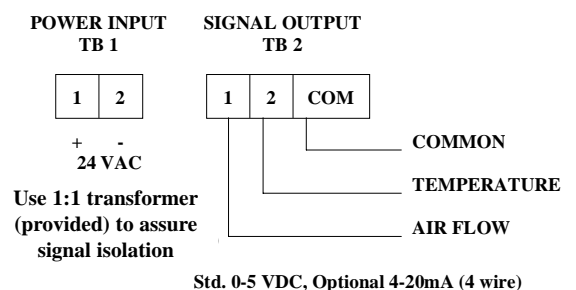 POWER INPUT
TB 1
SIGNAL OUTPUT
TB 2
1 2
1 2 COM
+ -
24 VAC
Use 1:1 transformer
(provided) to assure
signal isolation
COMMON
TEMPERATURE
AIR FLOW
Std. 0-5 VDC, Optional 4-20mA (4 wire)